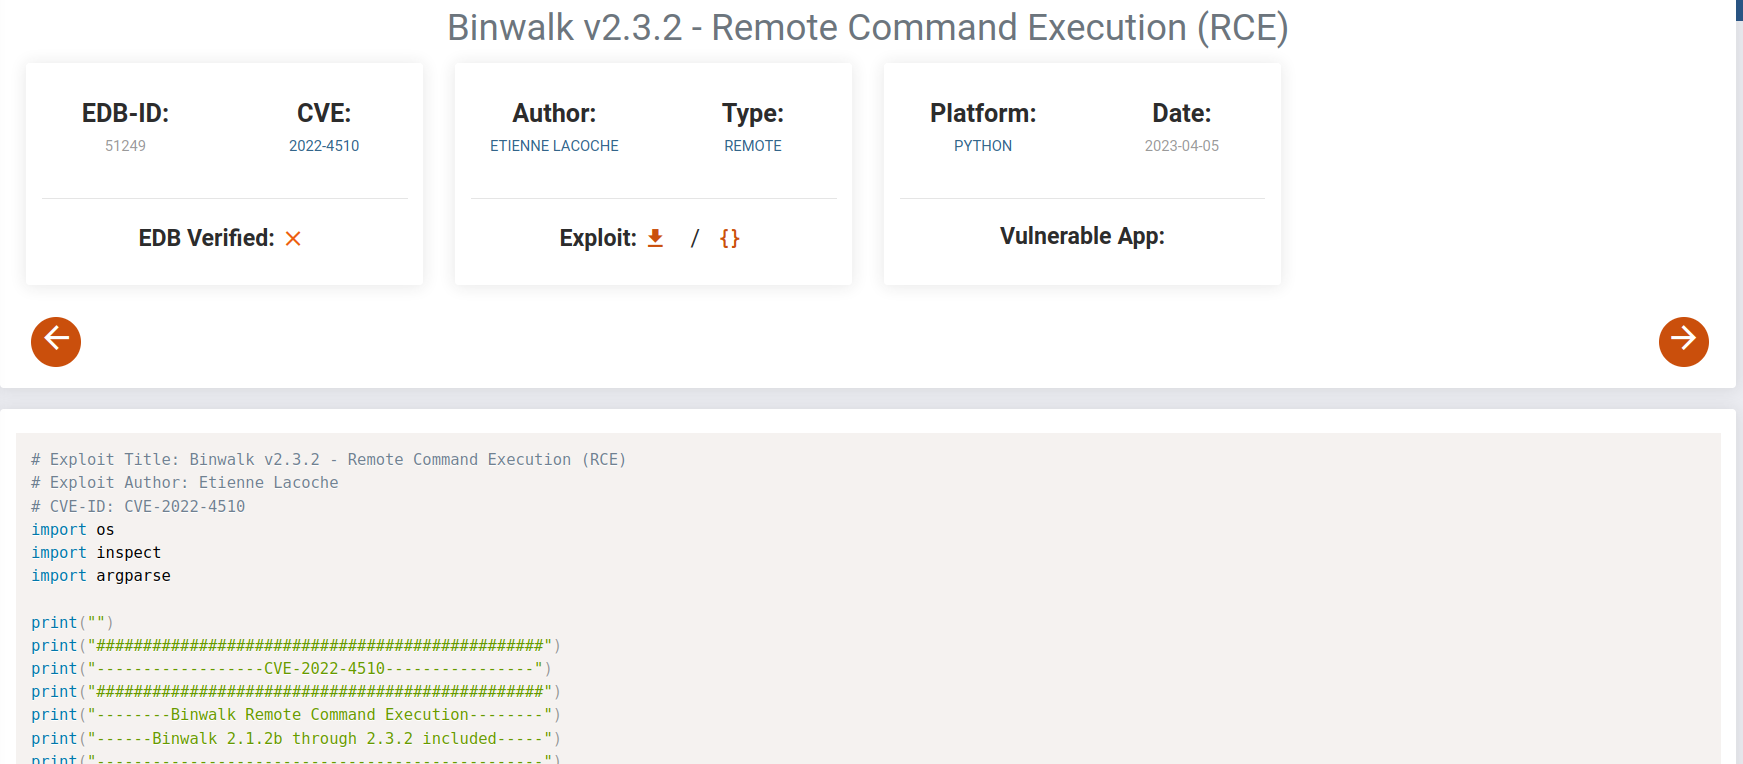 Binwalk v2.3.2 - Remote Command Execution (RCE)
EDB-ID:
51249
CVE:
2022-4510
EDB Verified:
Author:
ETIENNE LACOCHE
Type:
REMOTE
Exploit: / {}
Platform:
PYTHON
Date:
2023-04-05
Vulnerable App:
# Exploit Title: Binwalk v2.3.2 - Remote Command Execution (RCE)
# Exploit Author: Etienne Lacoche
# CVE-ID: CVE-2022-4510
import os
import inspect
import argparse
print("")
print("################################################")
print("------------------CVE-2022-4510----------------")
print("################################################")
print("--------Binwalk Remote Command Execution--------")
print("------Binwalk 2.1.2b through 2.3.2 included-----")
print("------------------------------------------------")